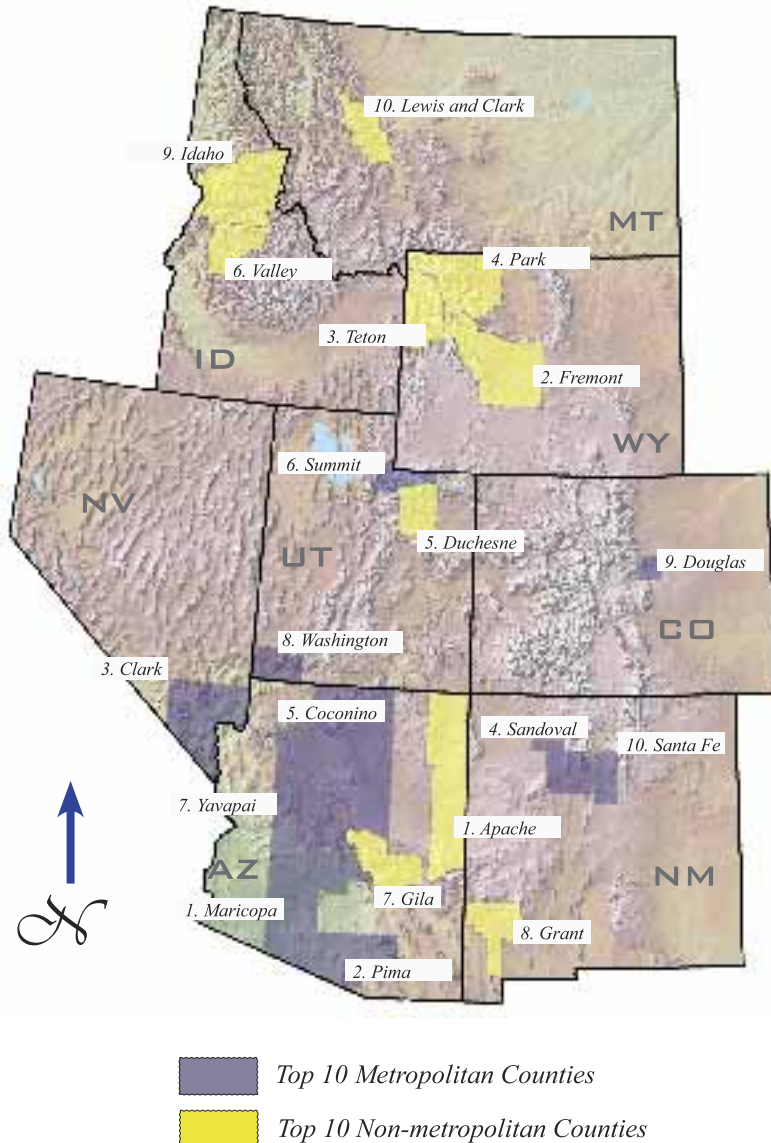 10. Lewis and Clark
9. Idaho
MT
4. Park
6. Valley
3. Teton
ID
2. Fremont
WY
6. Summit
NV
5. Duchesne
UT
9. Douglas
CO
8. Washington
3. Clark
5. Coconino
4. Sandoval
10. Santa Fe
7. Yavapai
1. Apache
AZ
NM
7. Gila
1. Maricopa
N
8. Grant
2. Pima
Top 10 Metropolitan Counties
Top 10 Non-metropolitan Counties